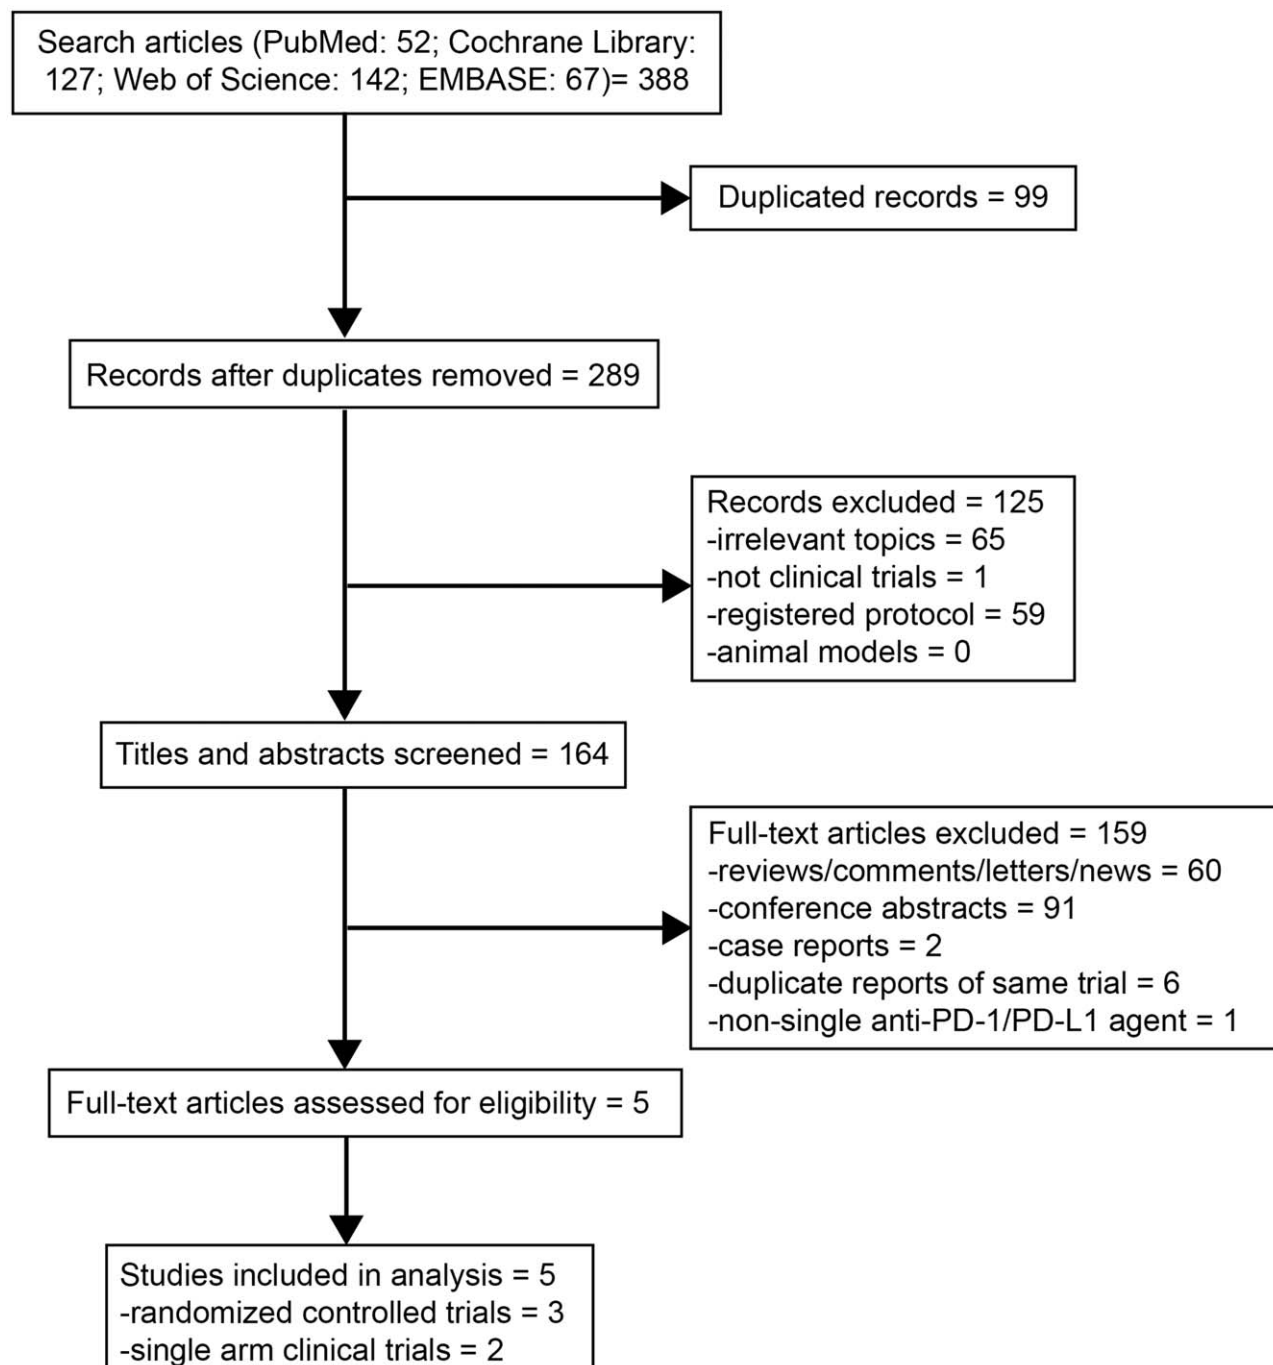 Search articles (PubMed: 52; Cochrane Library:
127; Web of Science: 142; EMBASE: 67)= 388
Duplicated records = 99
Records after duplicates removed = 289
Records excluded = 125
-irrelevant topics = 65
-not clinical trials = 1
-registered protocol = 59
-animal models = 0
Titles and abstracts screened = 164
Full-text articles excluded = 159
-reviews/comments/letters/news = 60
-conference abstracts = 91
-case reports = 2
-duplicate reports of same trial = 6
-non-single anti-PD-1/PD-L1 agent = 1
Full-text articles assessed for eligibility = 5
Studies included in analysis = 5
-randomized controlled trials = 3
-single arm clinical trials = 2